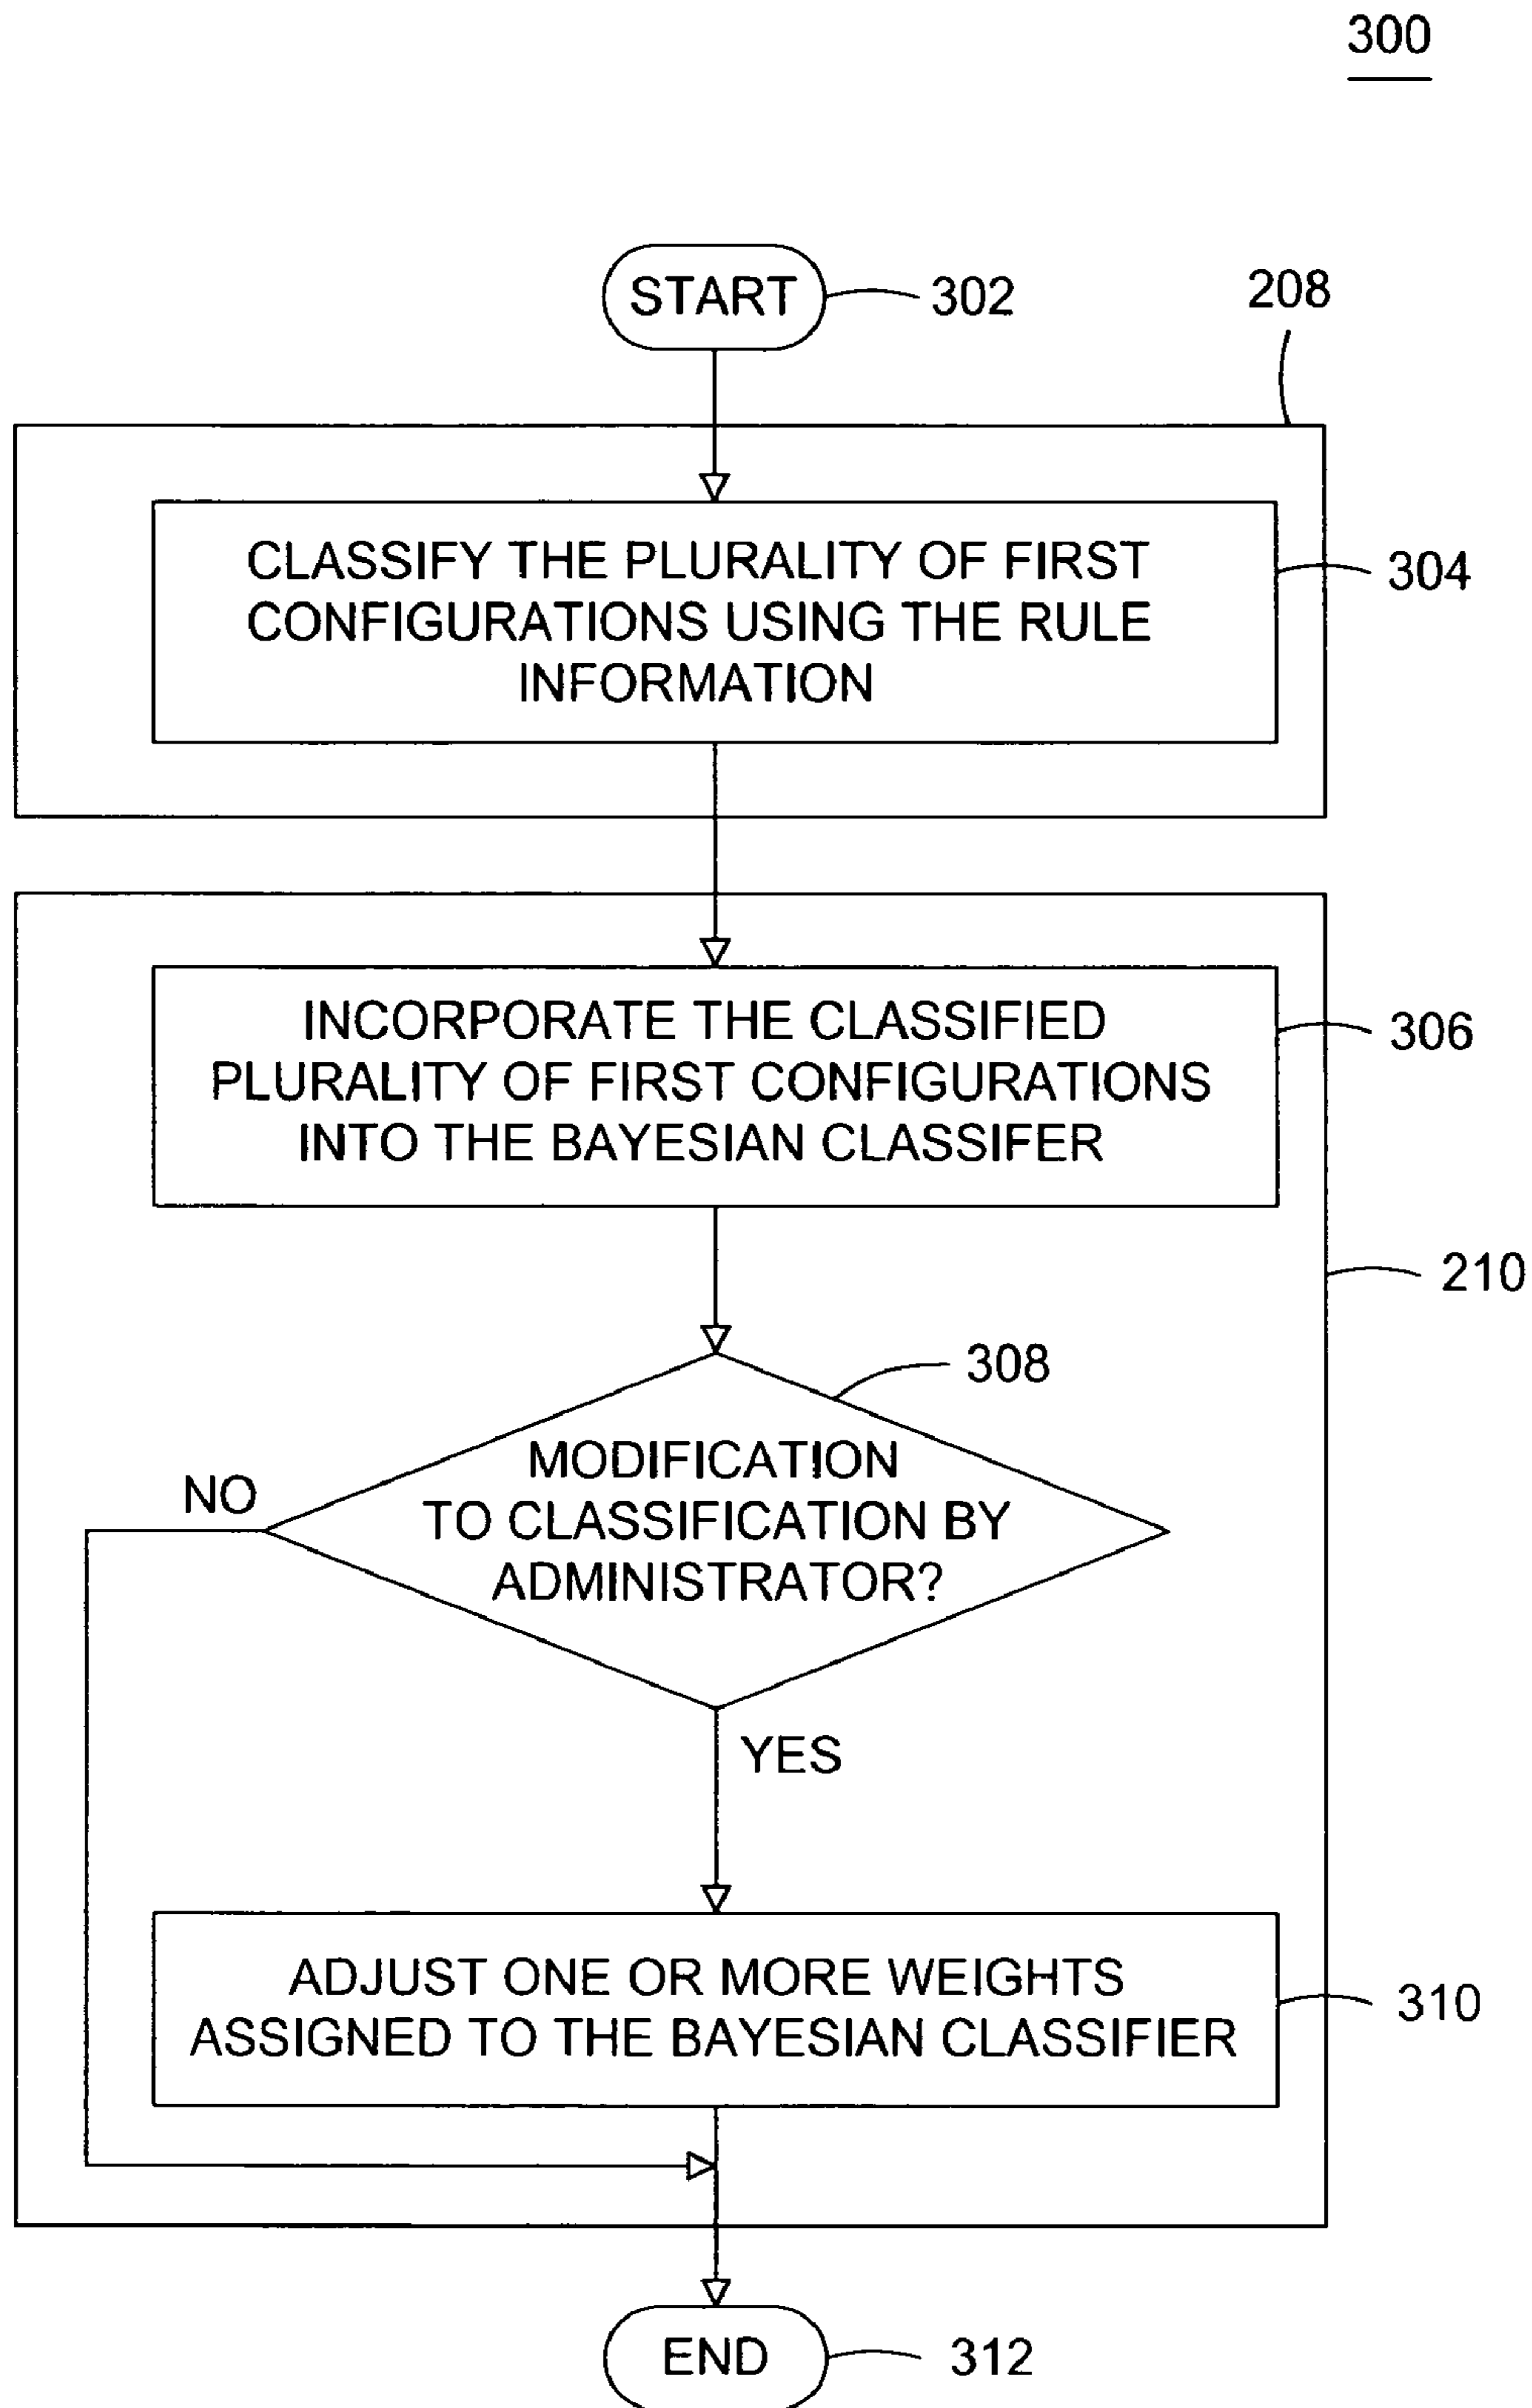 300
START
302
208
CLASSIFY THE PLURALITY OF FIRST
CONFIGURATIONS USING THE RULE
INFORMATION
304
INCORPORATE THE CLASSIFIED
PLURALITY OF FIRST CONFIGURATIONS
INTO THE BAYESIAN CLASSIFER
306
210
308
MODIFICATION
TO CLASSIFICATION BY
ADMINISTRATOR?
NO
YES
ADJUST ONE OR MORE WEIGHTS
ASSIGNED TO THE BAYESIAN CLASSIFIER
310
END
312